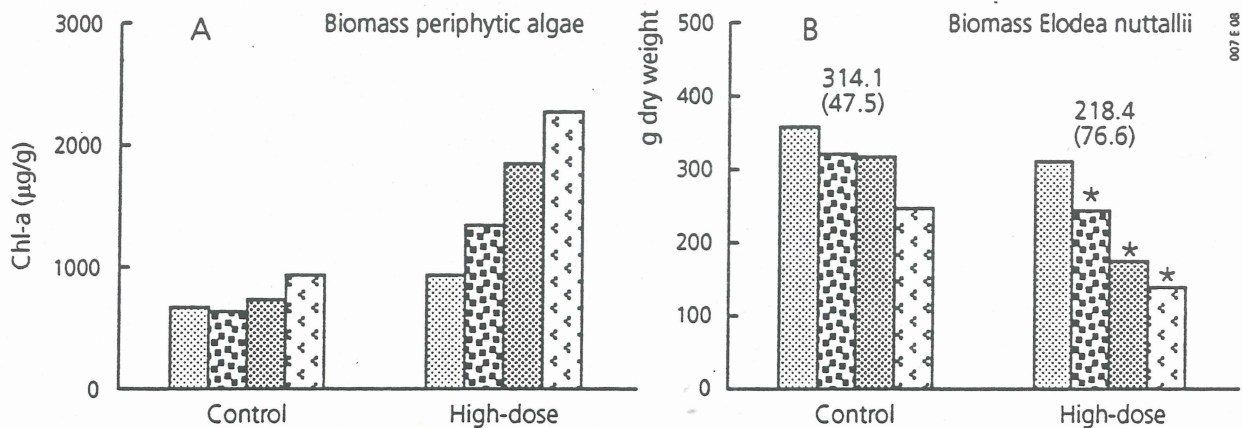 A
Biomass periphytic algae
Chl-a (µg/g)
3000
2000
1000
0
Control
High-dose
B
Biomass Elodea nuttallii
g dry weight
500
400
300
200
100
0
314.1
(47.5)
218.4
(76.6)
*
*
*
Control
High-dose
007 E 08